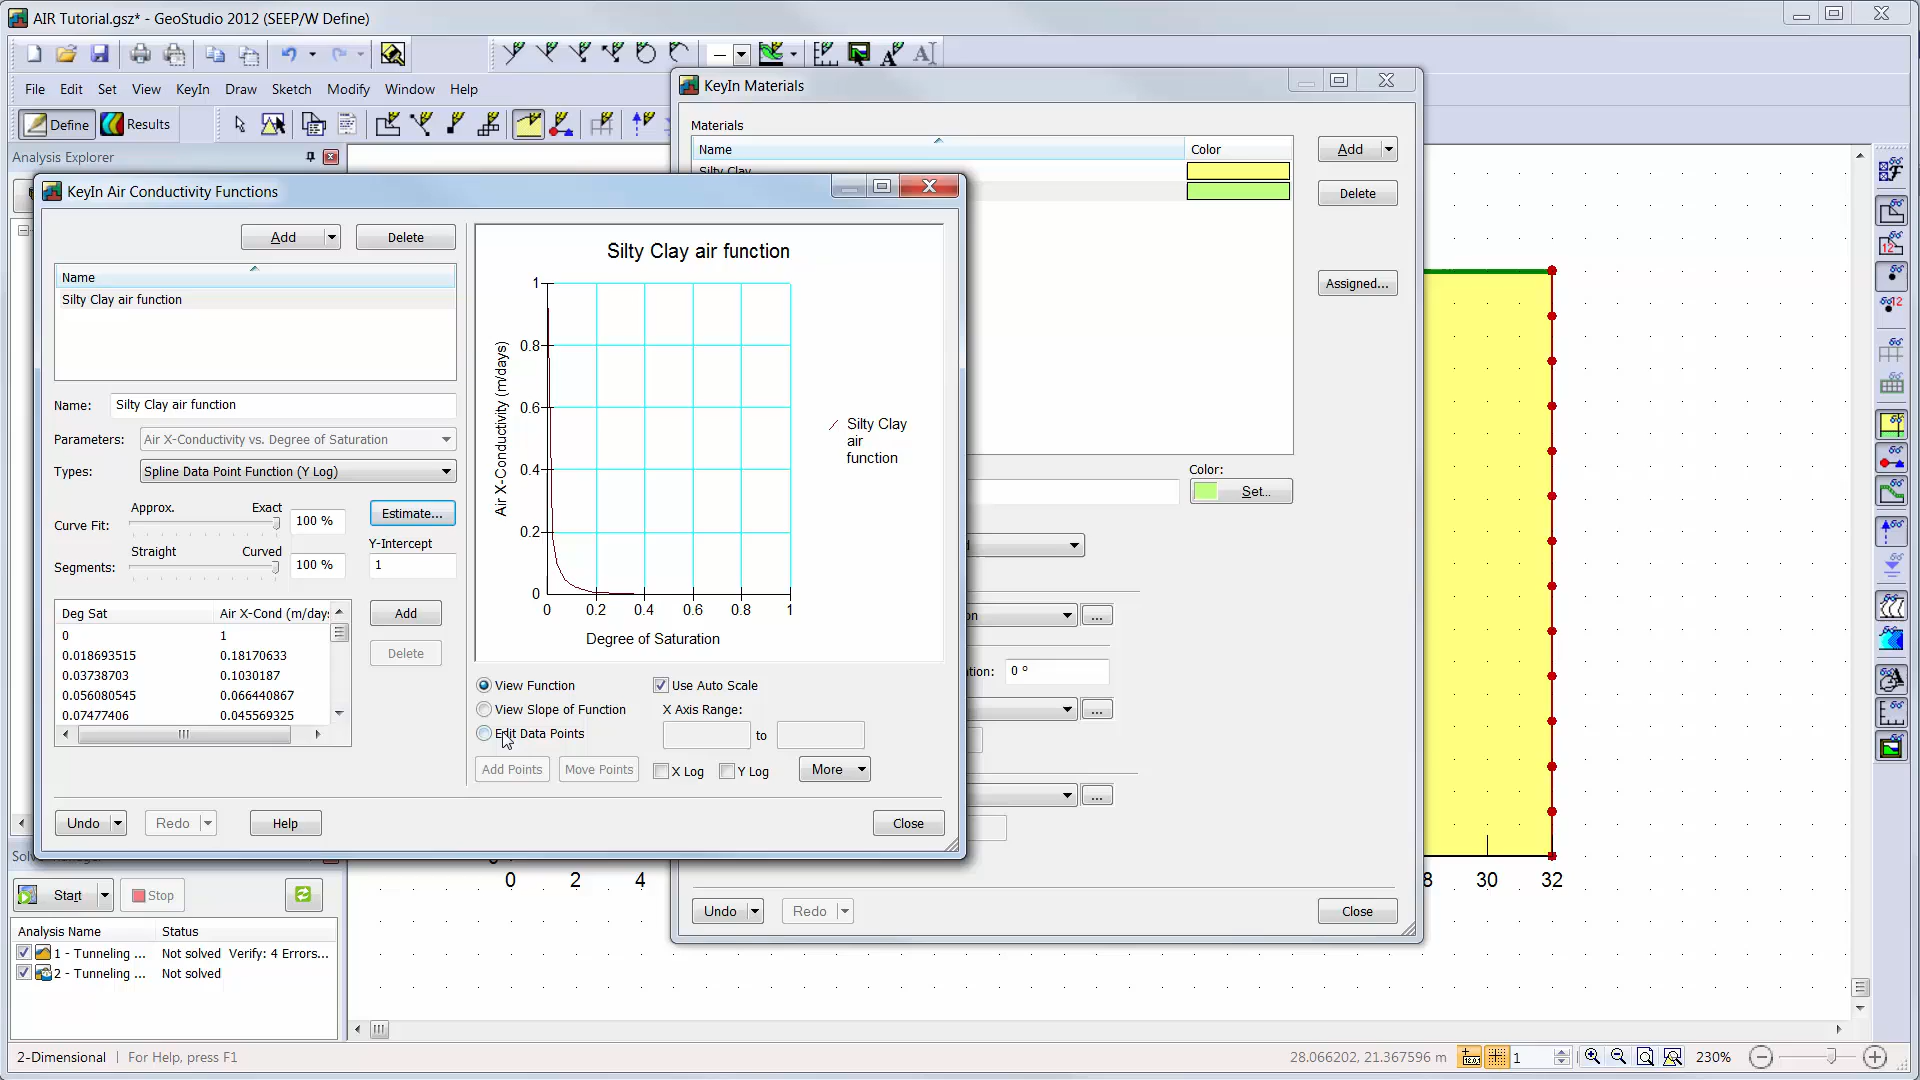 AIR Tutorial.gsz* - GeoStudio 2012 (SEEP/W Define)
File Edit Set View KeyIn Draw Sketch Modify Window Help
Define Results
Analysis Explorer
KeyIn Materials
Materials
Name Color
Silty Clay
Add
Delete
Assigned...
Color:
Set...
0 º
...
...
...
Undo Redo Close
KeyIn Air Conductivity Functions
Add Delete
Name
Silty Clay air function
Name: Silty Clay air function
Parameters: Air X-Conductivity vs. Degree of Saturation
Types: Spline Data Point Function (Y Log)
Approx. Exact
Curve Fit: 100 % Estimate...
Straight Curved Y-Intercept
Segments: 100 % 1
Deg Sat Air X-Cond (m/days
0 1
0.018693515 0.18170633
0.03738703 0.1030187
0.056080545 0.066440867
0.07477406 0.045569325
Add
Delete
Silty Clay air function
Air X-Conductivity (m/days)
1
0.8
0.6
0.4
0.2
0
0 0.2 0.4 0.6 0.8 1
Degree of Saturation
Silty Clay
air
function
View Function Use Auto Scale
View Slope of Function X Axis Range:
Edit Data Points to
Add Points Move Points X Log Y Log More
Undo Redo Help Close
0 2 4 8 30 32
Start Stop
Analysis Name Status
1 - Tunneling ... Not solved Verify: 4 Errors...
2 - Tunneling ... Not solved
2-Dimensional For Help, press F1
28.066202, 21.367596 m 1 230%